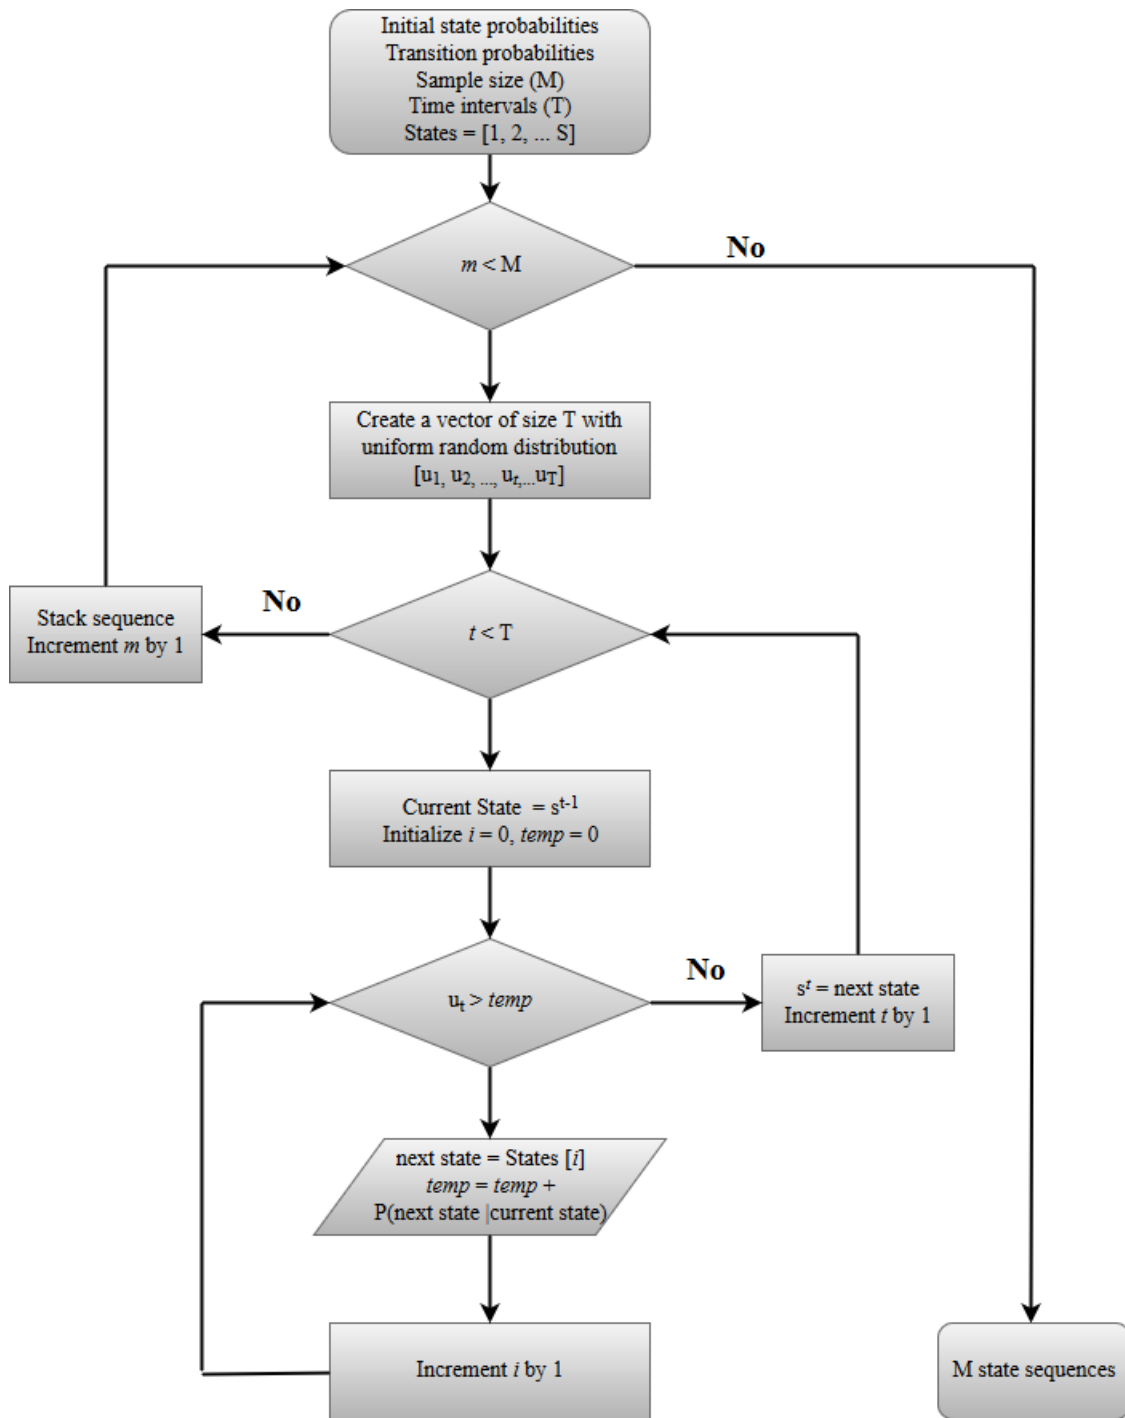 Initial state probabilities
Transition probabilities
Sample size (M)
Time intervals (T)
States = [1, 2, ... S]
m < M
No
Create a vector of size T with
uniform random distribution
[u₁, u₂, ..., uₜ,...u_T]
No
Stack sequence
Increment m by 1
t < T
Current State = s^t-1
Initialize i = 0, temp = 0
uₜ > temp
No
s^t = next state
Increment t by 1
next state = States [i]
temp = temp +
P(next state |current state)
Increment i by 1
M state sequences